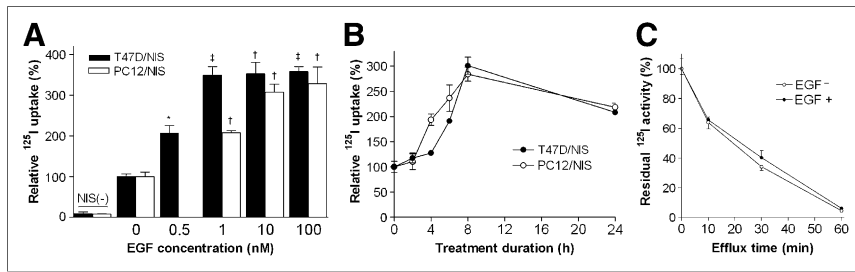 A
Relative ¹²⁵I uptake (%)
400
300
200
100
0
T47D/NIS
PC12/NIS
‡ † ‡ †
†
*
†
NIS(-)
0 0.5 1 10 100
EGF concentration (nM)
B
Relative ¹²⁵I uptake (%)
300
250
200
150
100
50
0
T47D/NIS
PC12/NIS
0 4 8 12 16 20 24
Treatment duration (h)
C
Residual ¹²⁵I activity (%)
100
80
60
40
20
0
EGF −
EGF +
0 10 20 30 40 50 60
Efflux time (min)